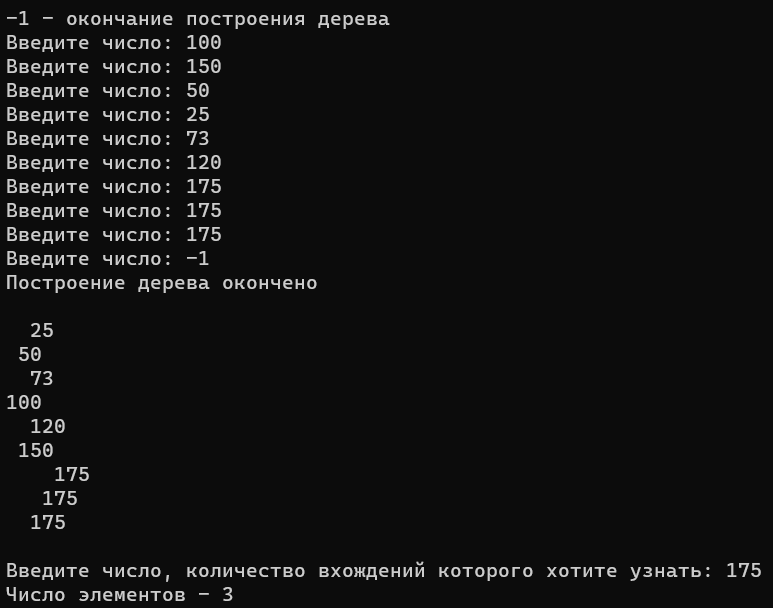 -1 - окончание построения дерева
Введите число: 100
Введите число: 150
Введите число: 50
Введите число: 25
Введите число: 73
Введите число: 120
Введите число: 175
Введите число: 175
Введите число: 175
Введите число: -1
Построение дерева окончено
25
50
73
100
120
150
175
175
175
Введите число, количество вхождений которого хотите узнать: 175
Число элементов - 3